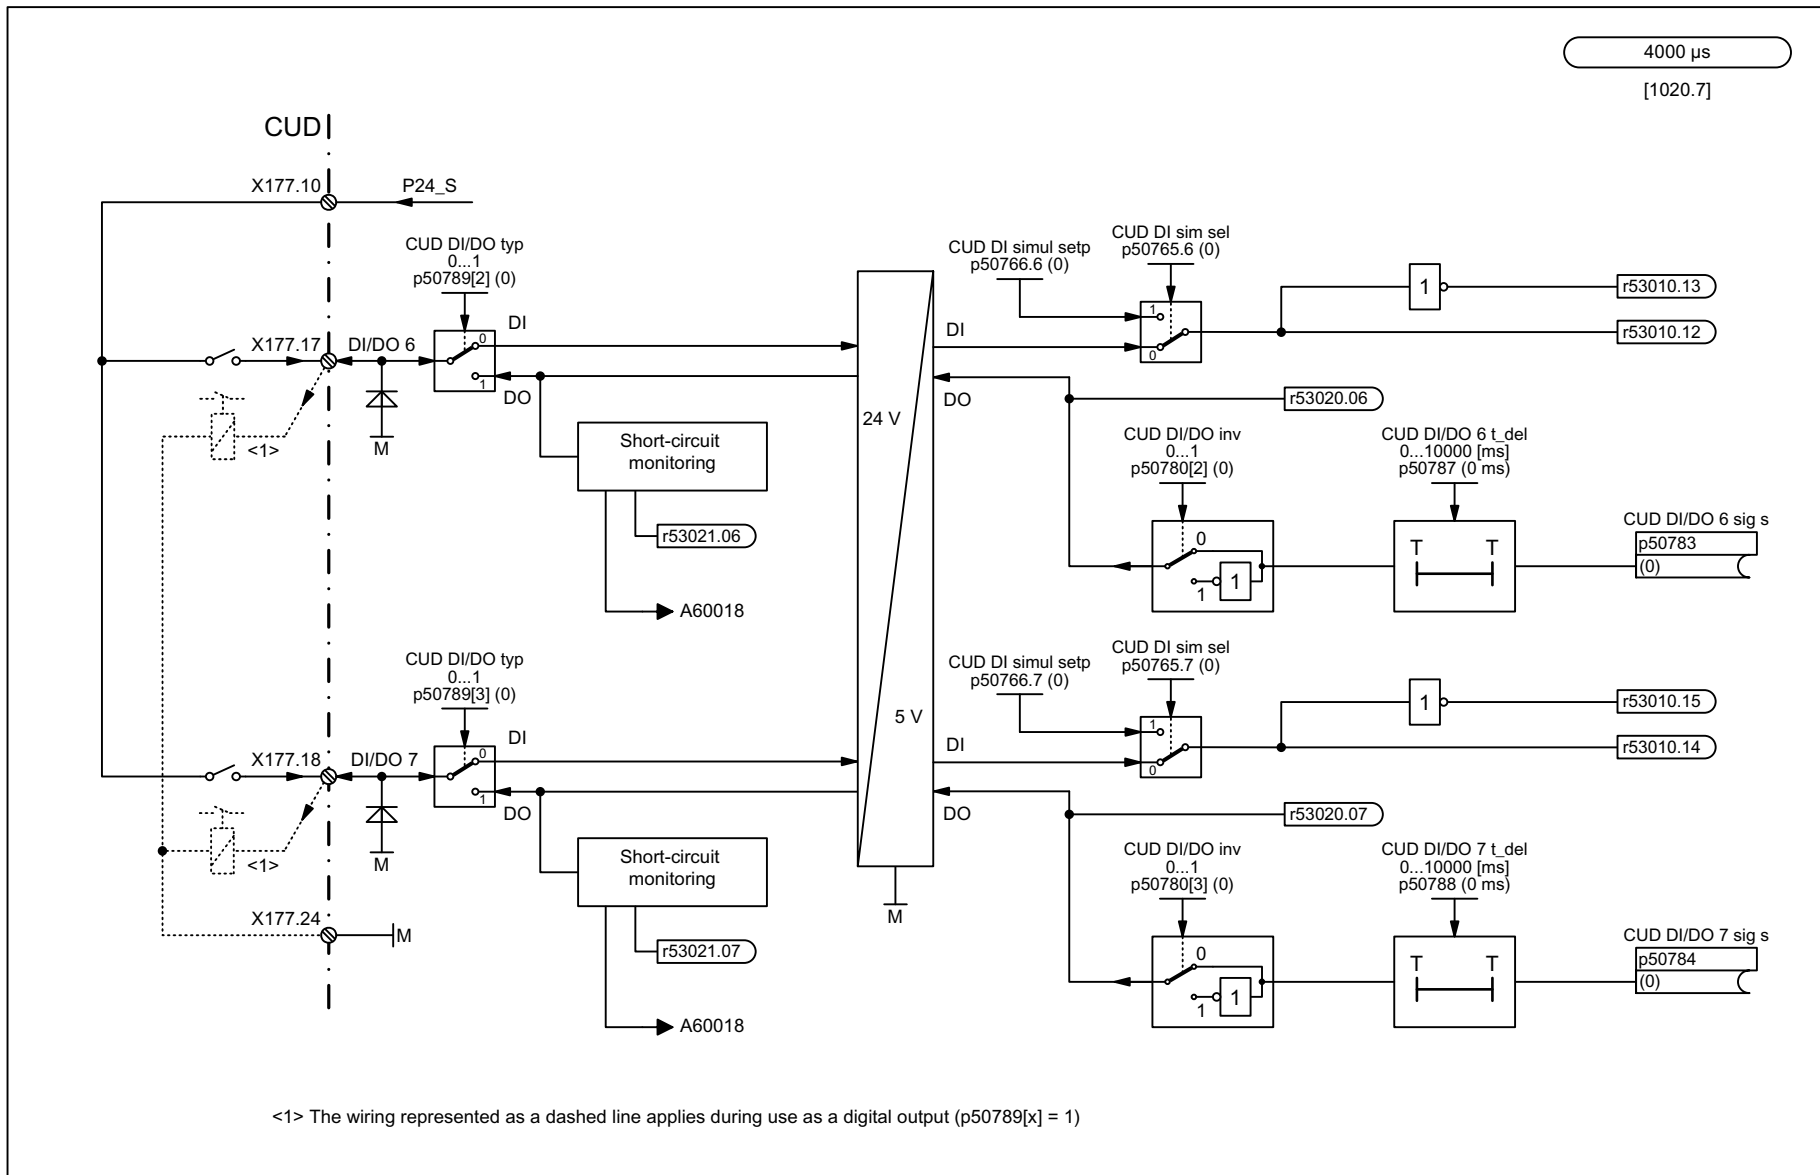 4000 µs
[1020.7]
CUD
X177.10
P24_S
CUD DI/DO typ
0...1
p50789[2] (0)
CUD DI simul setp
p50766.6 (0)
CUD DI sim sel
p50765.6 (0)
1
0
1
r53010.13
r53010.12
X177.17
DI/DO 6
0
1
DI
DO
DI
DO
<1>
M
Short-circuit
monitoring
r53021.06
A60018
24 V
5 V
M
r53020.06
CUD DI/DO inv
0...1
p50780[2] (0)
0
1
1
CUD DI/DO 6 t_del
0...10000 [ms]
p50787 (0 ms)
T T
CUD DI/DO 6 sig s
p50783
(0)
CUD DI/DO typ
0...1
p50789[3] (0)
CUD DI simul setp
p50766.7 (0)
CUD DI sim sel
p50765.7 (0)
1
0
1
r53010.15
r53010.14
X177.18
DI/DO 7
0
1
DI
DO
DI
DO
<1>
M
X177.24
M
Short-circuit
monitoring
r53021.07
A60018
r53020.07
CUD DI/DO inv
0...1
p50780[3] (0)
0
1
1
CUD DI/DO 7 t_del
0...10000 [ms]
p50788 (0 ms)
T T
CUD DI/DO 7 sig s
p50784
(0)
<1> The wiring represented as a dashed line applies during use as a digital output (p50789[x] = 1)